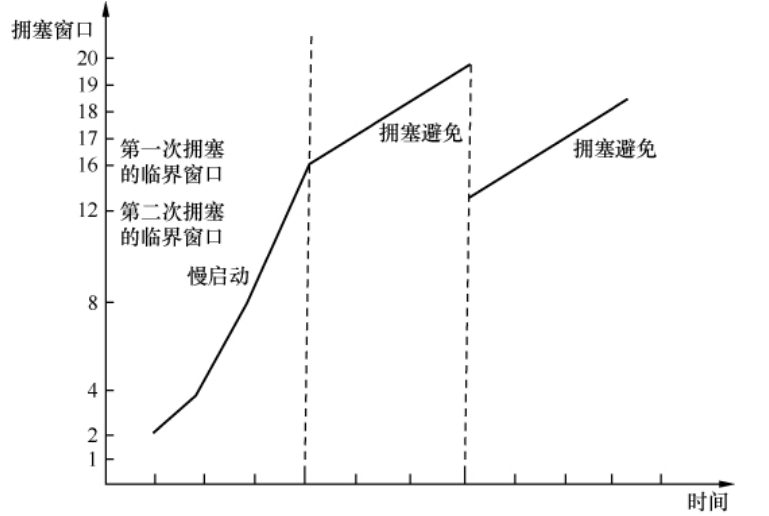 拥塞窗口
20
19
18
17
16
12
8
4
2
1
第一次拥塞
的临界窗口
第二次拥塞
的临界窗口
慢启动
拥塞避免
拥塞避免
时间